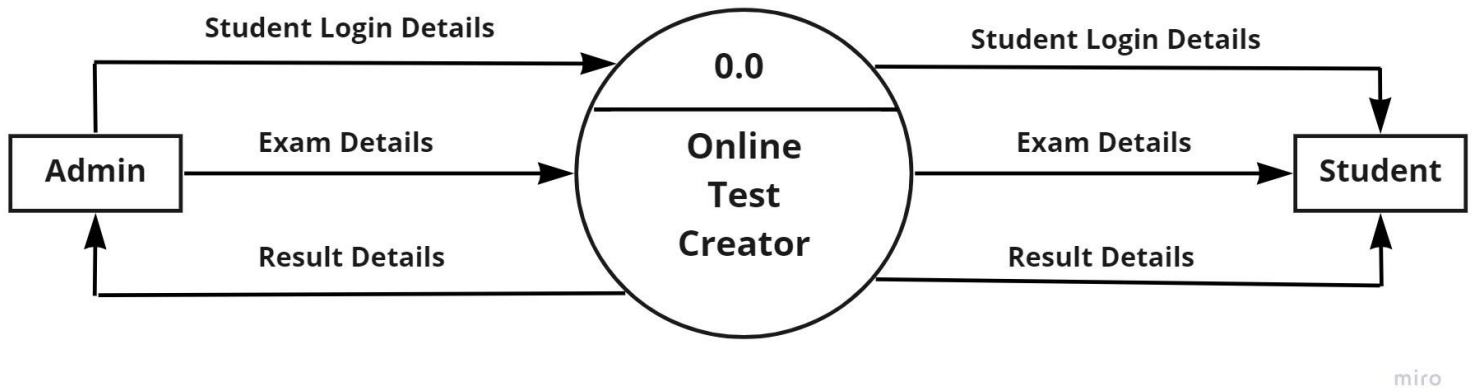 Student Login Details
0.0
Student Login Details
Exam Details
Online
Test
Creator
Exam Details
Admin
Student
Result Details
Result Details
miro